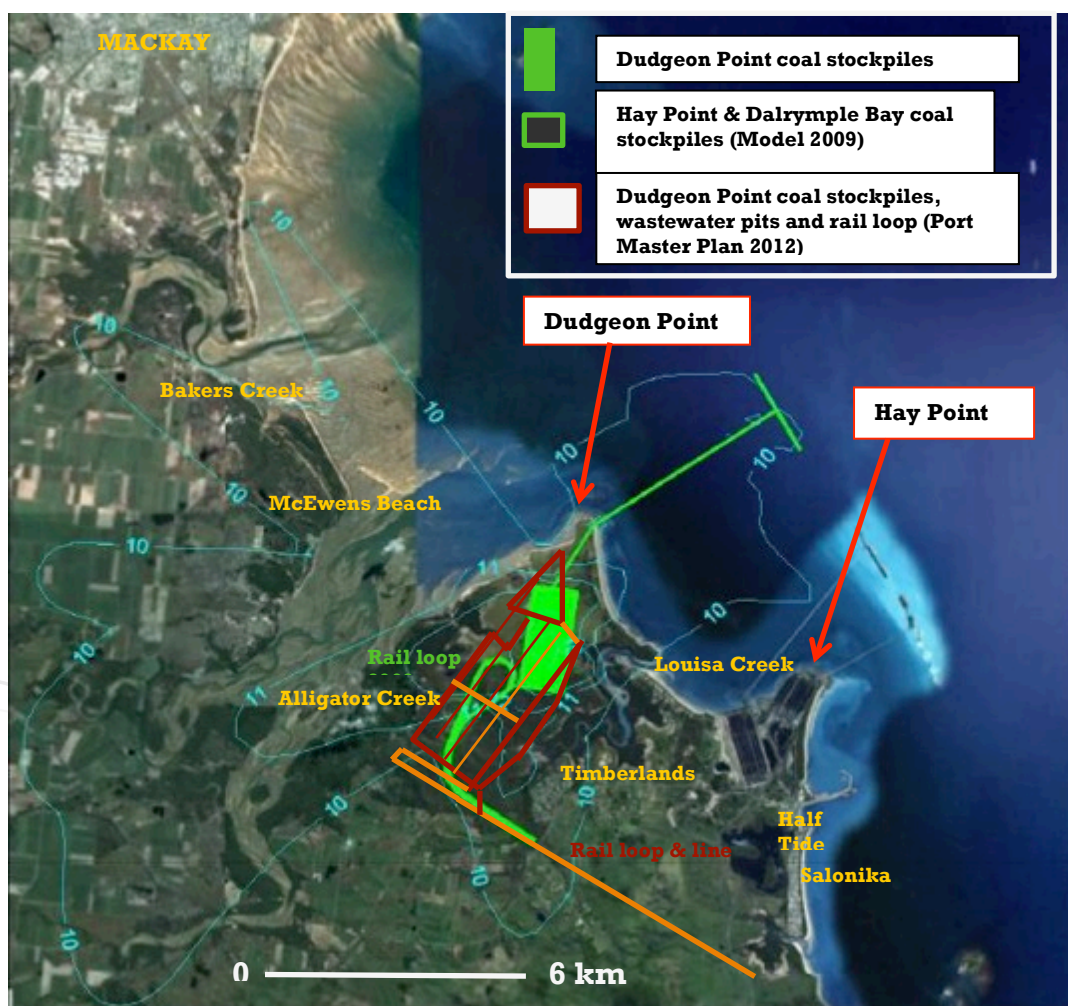 MACKAY
Dudgeon Point coal stockpiles
Hay Point & Dalrymple Bay coal
stockpiles (Model 2009)
Dudgeon Point coal stockpiles,
wastewater pits and rail loop (Port
Master Plan 2012)
10
Dudgeon Point
10
10
Hay Point
Bakers Creek
10
10
10
10
McEwens Beach
10
10
11
10
Rail loop
Louisa Creek
10
Alligator Creek
11
11
Timberlands
10
10
Half
Tide
Rail loop & line
10
Salonika
10
0
6 km